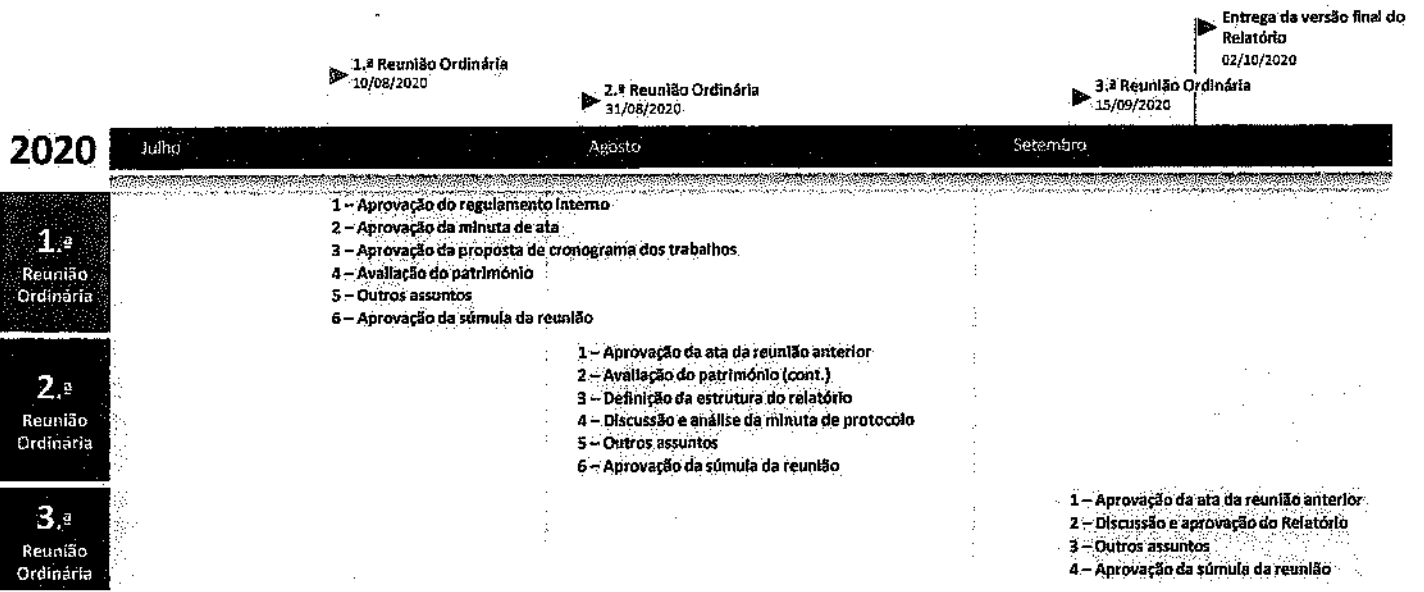 Entrega da versão final do
Relatório
02/10/2020
1.ª Reunião Ordinária
10/08/2020
2.ª Reunião Ordinária
31/08/2020
3.ª Reunião Ordinária
15/09/2020
2020 Julho Agosto Setembro
1.ª
Reunião
Ordinária
1 – Aprovação do regulamento interno
2 – Aprovação da minuta de ata
3 – Aprovação da proposta de cronograma dos trabalhos
4 – Avaliação do património
5 – Outros assuntos
6 – Aprovação da súmula da reunião
2.ª
Reunião
Ordinária
1 – Aprovação da ata da reunião anterior
2 – Avaliação do património (cont.)
3 – Definição da estrutura do relatório
4 – Discussão e análise da minuta de protocolo
5 – Outros assuntos
6 – Aprovação da súmula da reunião
3.ª
Reunião
Ordinária
1 – Aprovação da ata da reunião anterior
2 – Discussão e aprovação do Relatório
3 – Outros assuntos
4 – Aprovação da súmula da reunião